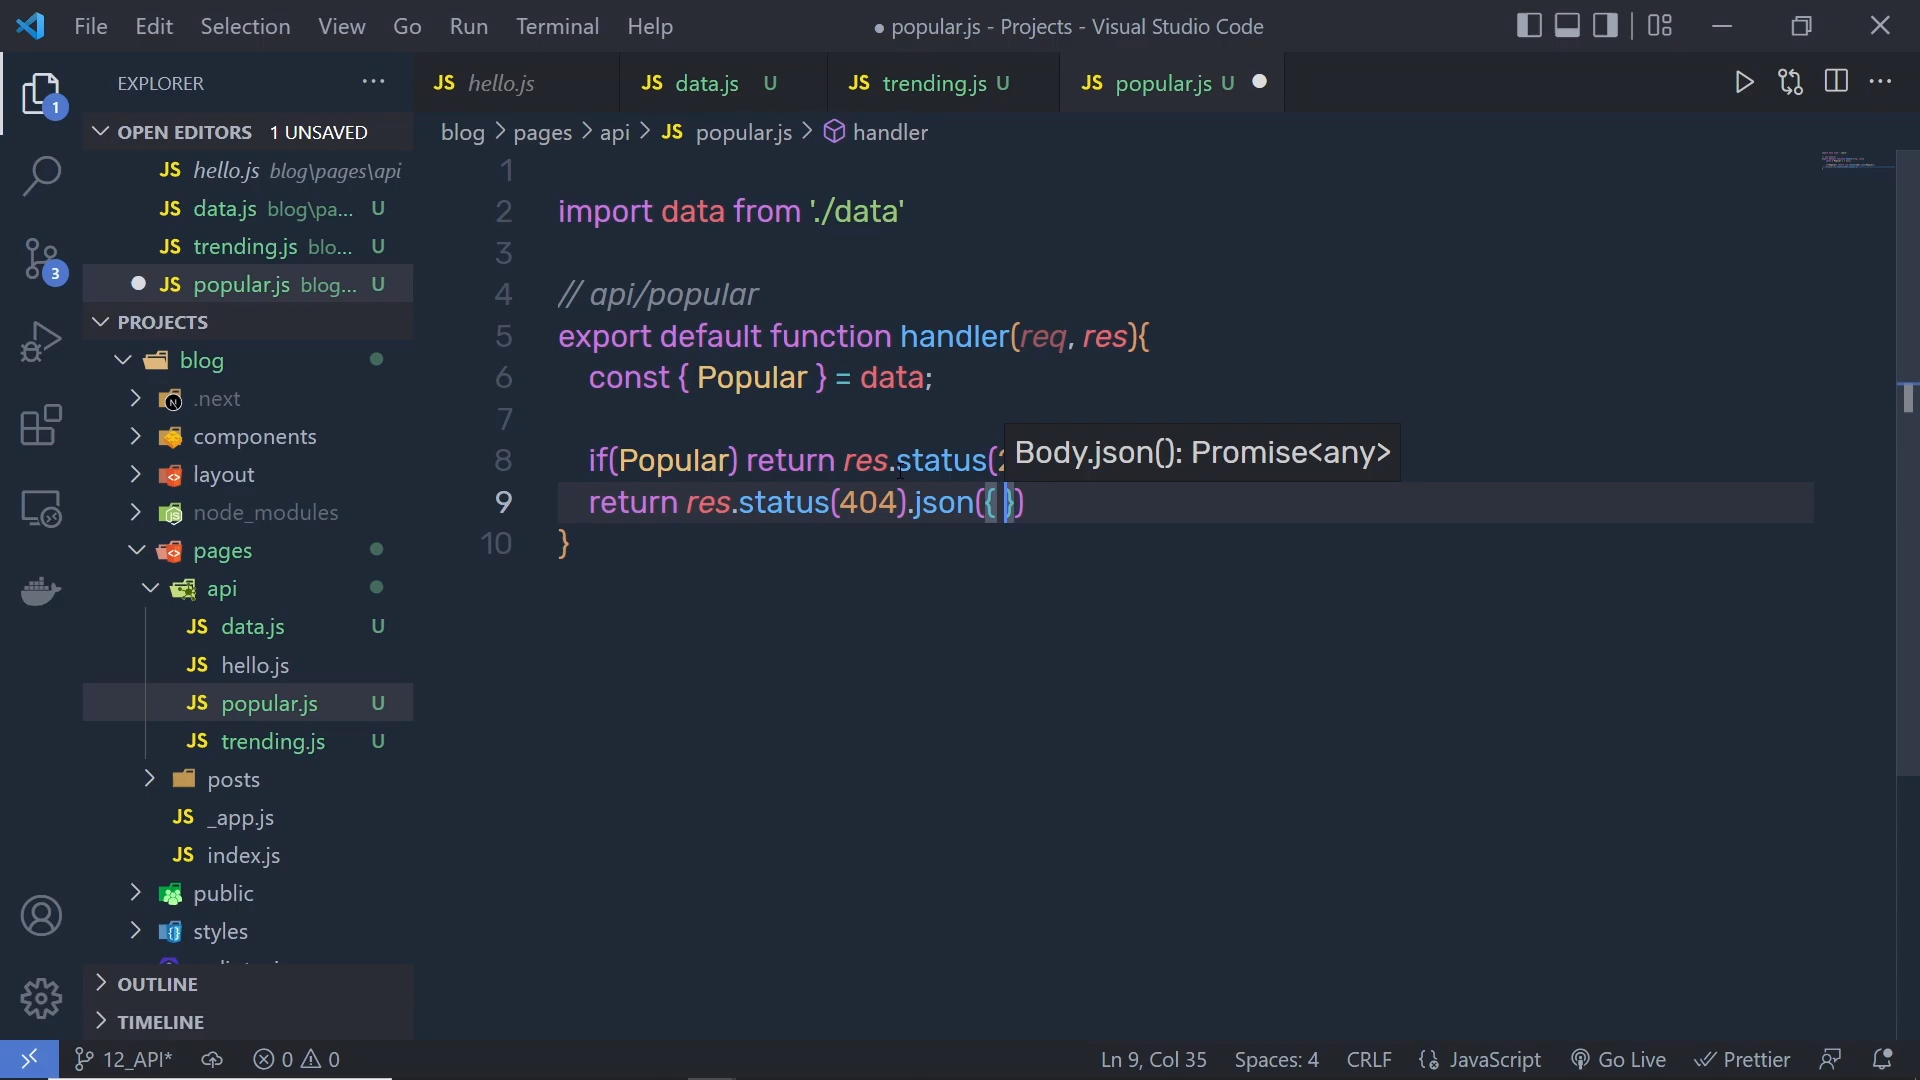 File Edit Selection View Go Run Terminal Help
● popular.js - Projects - Visual Studio Code
EXPLORER
JS hello.js
JS data.js U
JS trending.js U
JS popular.js U
1
OPEN EDITORS 1 UNSAVED
JS hello.js blog\pages\api
JS data.js blog\pa... U
JS trending.js blo... U
JS popular.js blog... U
3
PROJECTS
blog
.next
components
layout
node_modules
pages
api
JS data.js U
JS hello.js
JS popular.js U
JS trending.js U
posts
JS _app.js
JS index.js
public
styles
OUTLINE
TIMELINE
blog > pages > api > JS popular.js > handler
1
2 import data from './data'
3
4 // api/popular
5 export default function handler(req, res){
6 const { Popular } = data;
7
8 if(Popular) return res.status(
Body.json(): Promise<any>
9 return res.status(404).json({ })
10 }
12_API* 0 0 Ln 9, Col 35 Spaces: 4 CRLF JavaScript Go Live Prettier